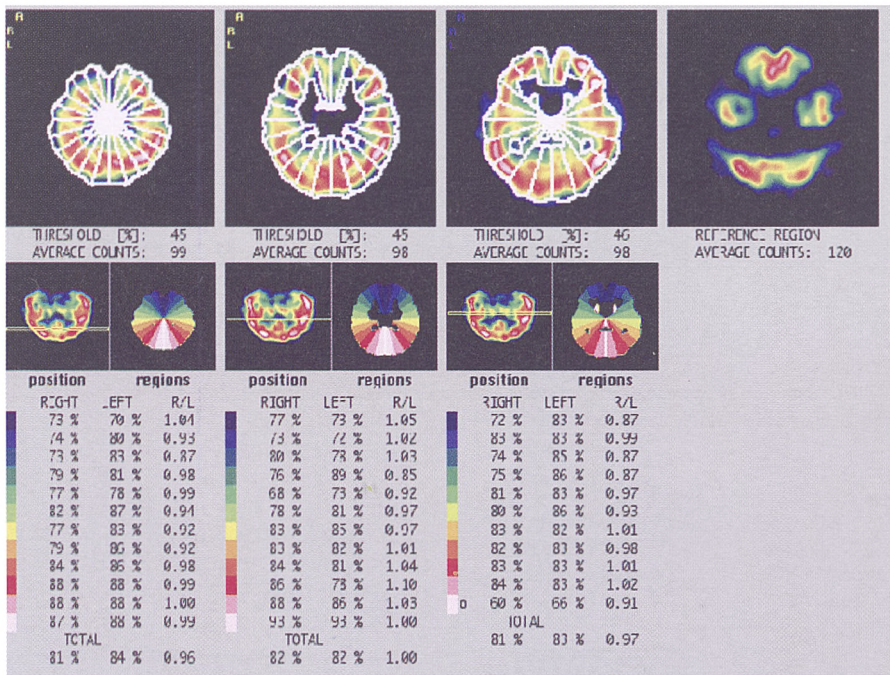 A
R
L
THRESHOLD [%]: 45
AVERAGE COUNTS: 99
position regions
RIGHT LEFT R/L
73 % 70 % 1.04
74 % 80 % 0.93
73 % 83 % 0.87
79 % 81 % 0.98
77 % 78 % 0.99
82 % 87 % 0.94
77 % 83 % 0.92
79 % 86 % 0.92
84 % 86 % 0.98
88 % 88 % 0.99
88 % 88 % 1.00
87 % 88 % 0.99
TOTAL
81 % 84 % 0.96
A
R
L
THRESHOLD [%]: 45
AVERAGE COUNTS: 98
position regions
RIGHT LEFT R/L
77 % 73 % 1.05
73 % 72 % 1.02
80 % 78 % 1.03
76 % 89 % 0.85
68 % 73 % 0.92
78 % 81 % 0.97
83 % 85 % 0.97
83 % 82 % 1.01
84 % 81 % 1.04
86 % 78 % 1.10
88 % 86 % 1.03
93 % 93 % 1.00
TOTAL
82 % 82 % 1.00
A
R
L
THRESHOLD [%]: 46
AVERAGE COUNTS: 98
position regions
RIGHT LEFT R/L
72 % 83 % 0.87
83 % 83 % 0.99
74 % 85 % 0.87
75 % 86 % 0.87
81 % 83 % 0.97
80 % 86 % 0.93
83 % 82 % 1.01
82 % 83 % 0.98
83 % 83 % 1.01
84 % 83 % 1.02
60 % 66 % 0.91
TOTAL
81 % 83 % 0.97
REFERENCE REGION
AVERAGE COUNTS: 120